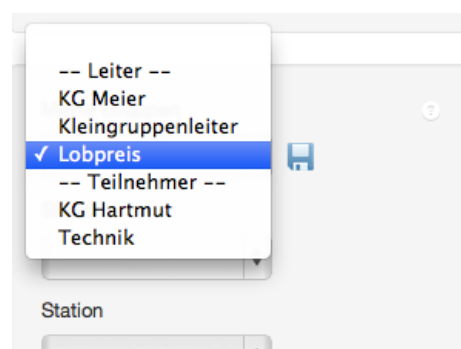 -- Leiter --
KG Meier
Kleingruppenleiter
✓ Lobpreis
-- Teilnehmer --
KG Hartmut
Technik
Station